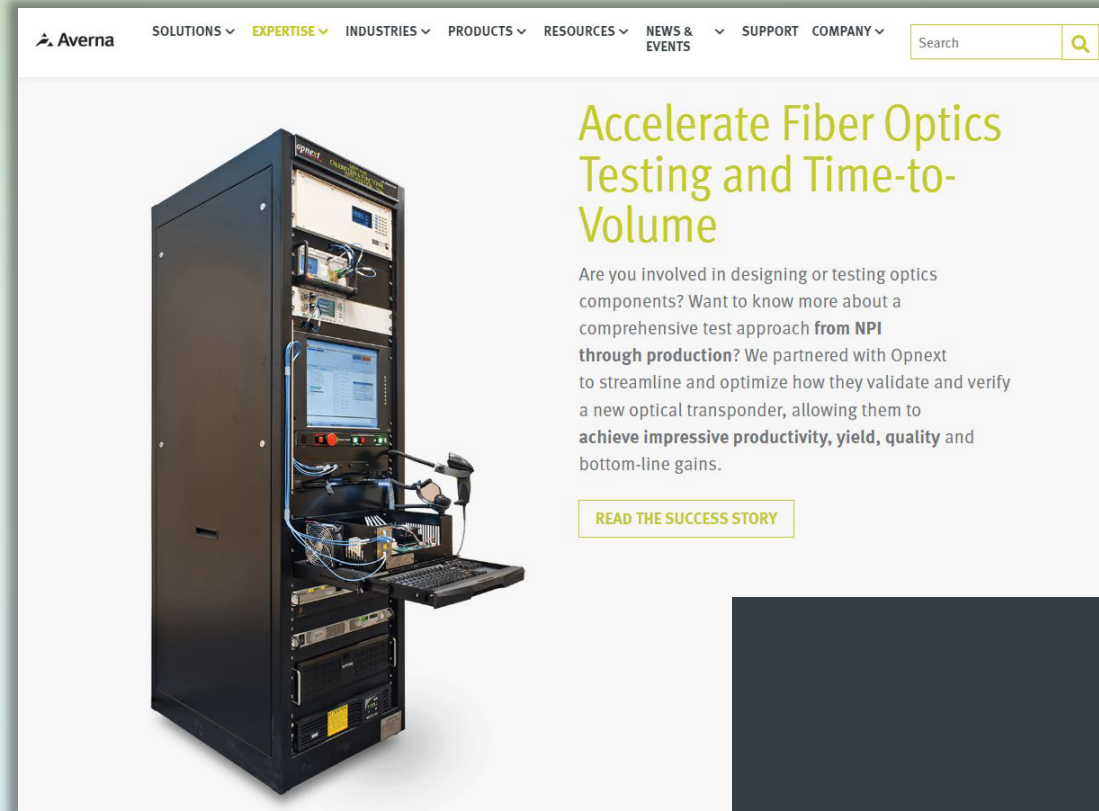 Averna
SOLUTIONS
EXPERTISE
INDUSTRIES
PRODUCTS
RESOURCES
NEWS &
EVENTS
SUPPORT
COMPANY
Search
Accelerate Fiber Optics
Testing and Time-to-
Volume
Are you involved in designing or testing optics
components? Want to know more about a
comprehensive test approach from NPI
through production? We partnered with Opnext
to streamline and optimize how they validate and verify
a new optical transponder, allowing them to
achieve impressive productivity, yield, quality and
bottom-line gains.
READ THE SUCCESS STORY
opnext